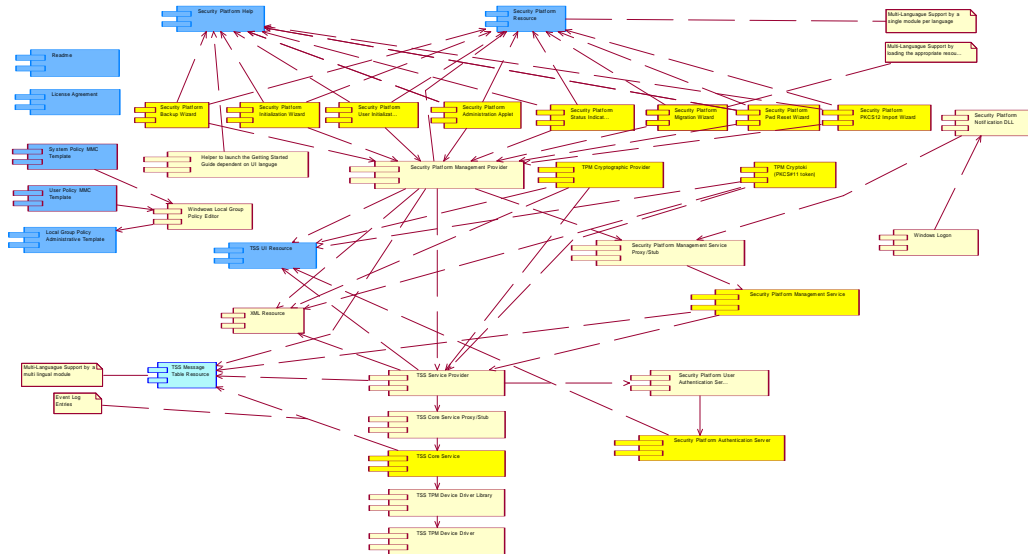 Security Platform Help
Security Platform
Resource
Multi-Languague Support by a
single module per language
Multi-Languague Support by
loading the appropriate resou...
Readme
License Agreement
Security Platform
Backup Wizard
Security Platform
Initialization Wizard
Security Platform
User Initializat...
Security Platform
Administration Applet
Security Platform
Status Indicat...
Security Platform
Migration Wizard
Security Platform
Pwd Reset Wizard
Security Platform
PKCS12 Import Wizard
Security Platform
Notification DLL
System Policy MMC
Template
Helper to launch the Getting Started
Guide dependent on UI languge
Security Platform Management Provider
TPM Cryptographic Provider
TPM Cryptoki
(PKCS#11 token)
User Policy MMC
Template
Windwows Local Group
Policy Editor
Local Group Policy
Administrative Template
TSS UI Resource
Security Platform Management Service
Proxy/Stub
Windows Logon
Security Platform Management Service
XML Resource
Multi-Languague Support by a
multi lingual module
TSS Message
Table Resource
TSS Service Provider
Security Platform User
Authentication Ser...
Event Log
Entries
TSS Core Service Proxy/Stub
Security Platform Authentication Server
TSS Core Service
TSS TPM Device Driver Library
TSS TPM Device Driver